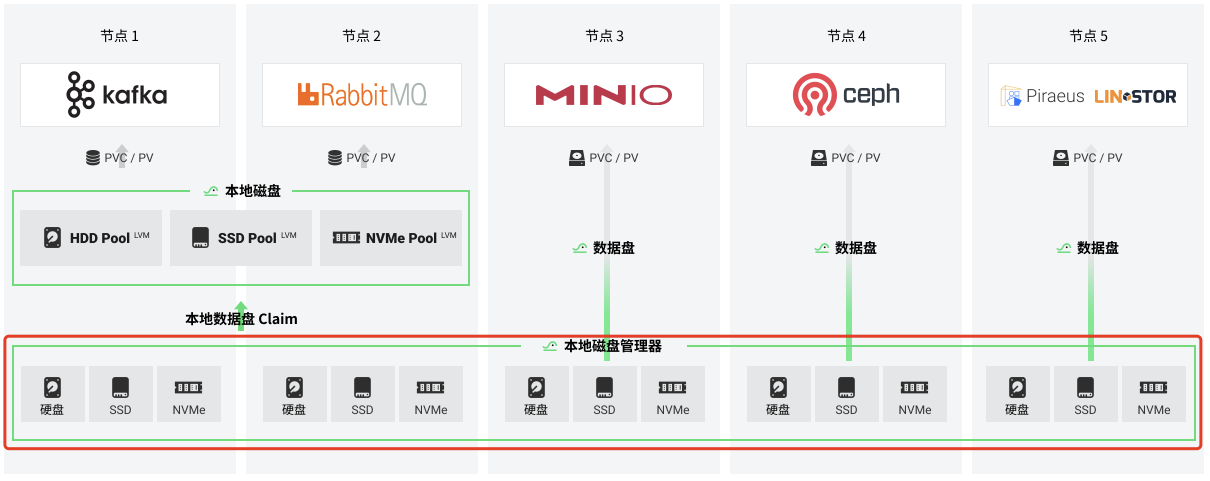 节点 1
节点 2
节点 3
节点 4
节点 5
kafka
RabbitMQ
MINIO
ceph
Piraeus LINSTOR
PVC / PV
PVC / PV
PVC / PV
PVC / PV
PVC / PV
本地磁盘
HDD Pool LVM
SSD Pool LVM
NVMe Pool LVM
数据盘
数据盘
数据盘
本地数据盘 Claim
本地磁盘管理器
硬盘
SSD
NVMe
硬盘
SSD
NVMe
硬盘
SSD
NVMe
硬盘
SSD
NVMe
硬盘
SSD
NVMe